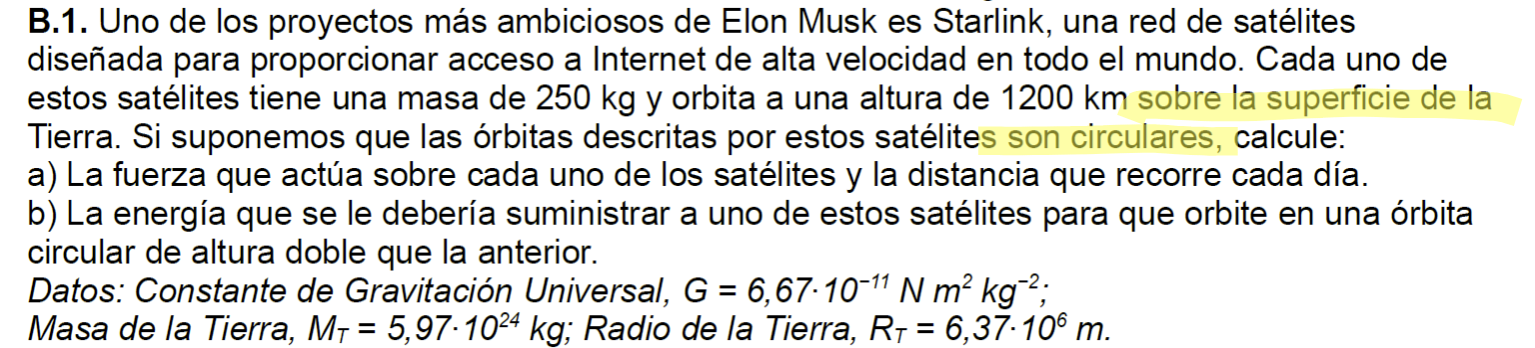 B.1. Uno de los proyectos más ambiciosos de Elon Musk es Starlink, una red de satélites
diseñada para proporcionar acceso a Internet de alta velocidad en todo el mundo. Cada uno de
estos satélites tiene una masa de 250 kg y orbita a una altura de 1200 km sobre la superficie de la
Tierra. Si suponemos que las órbitas descritas por estos satélites son circulares, calcule:
a) La fuerza que actúa sobre cada uno de los satélites y la distancia que recorre cada día.
b) La energía que se le debería suministrar a uno de estos satélites para que orbite en una órbita
circular de altura doble que la anterior.
Datos: Constante de Gravitación Universal, G = 6,67·10⁻¹¹ N m² kg⁻²;
Masa de la Tierra, M_T = 5,97·10²⁴ kg; Radio de la Tierra, R_T = 6,37·10⁶ m.